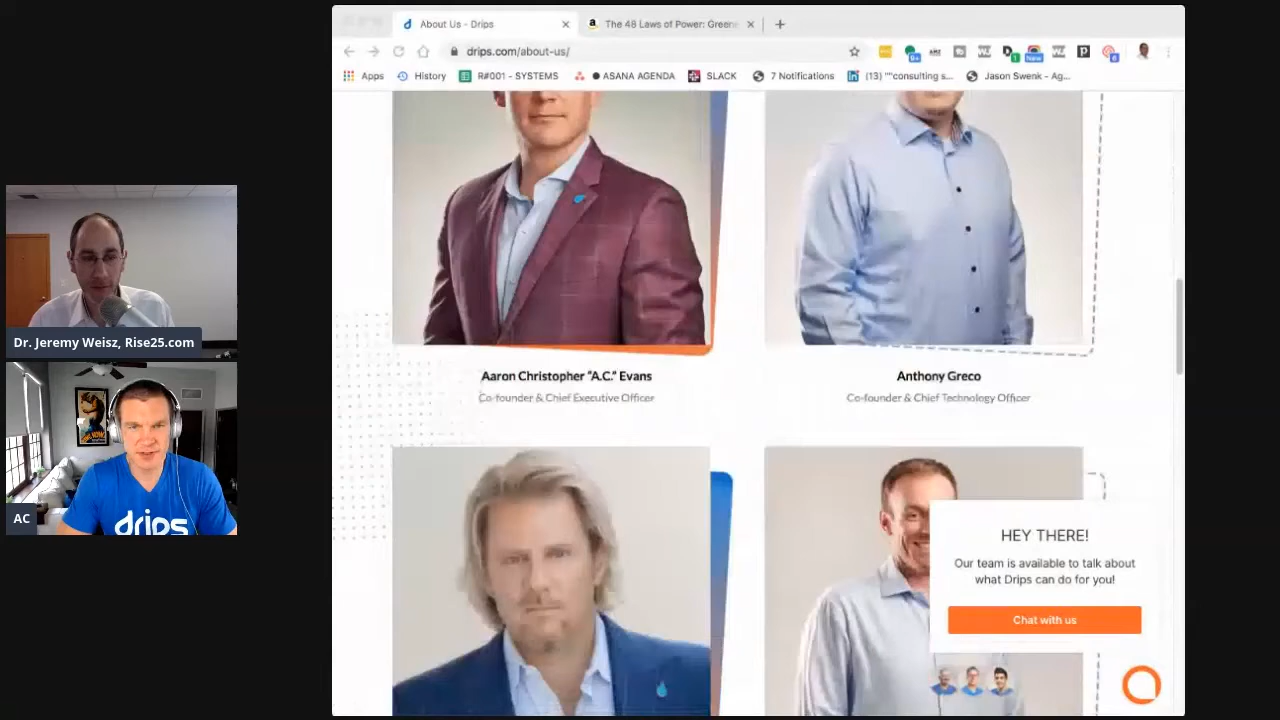 About Us - Drips
The 48 Laws of Power: Greene
drips.com/about-us/
Apps
History
R#001 - SYSTEMS
ASANA AGENDA
SLACK
7 Notifications
(13) ""consulting s...
Jason Swenk - Ag...
Dr. Jeremy Weisz, Rise25.com
drips
AC
Aaron Christopher "A.C." Evans
Co-founder & Chief Executive Officer
Anthony Greco
Co-founder & Chief Technology Officer
HEY THERE!
Our team is available to talk about
what Drips can do for you!
Chat with us